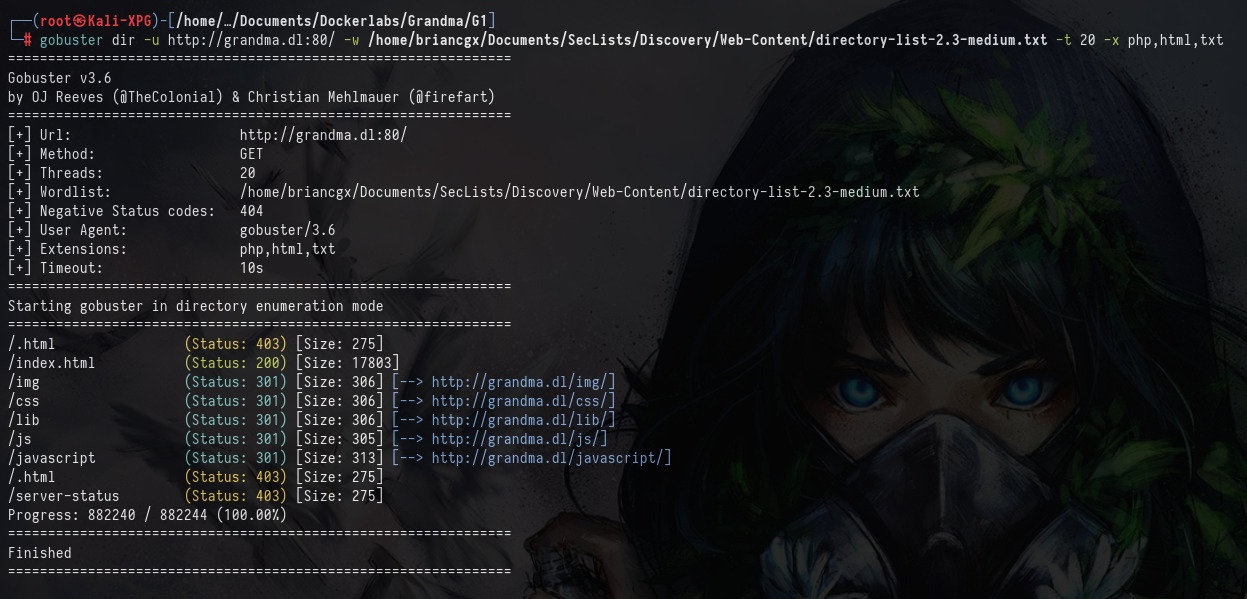 ┌──(root㉿Kali-XPG)-[/home/…/Documents/Dockerlabs/Grandma/G1]
└─# gobuster dir -u http://grandma.dl:80/ -w /home/briancgx/Documents/SecLists/Discovery/Web-Content/directory-list-2.3-medium.txt -t 20 -x php,html,txt
===============================================================
Gobuster v3.6
by OJ Reeves (@TheColonial) & Christian Mehlmauer (@firefart)
===============================================================
[+] Url:                     http://grandma.dl:80/
[+] Method:                  GET
[+] Threads:                 20
[+] Wordlist:                /home/briancgx/Documents/SecLists/Discovery/Web-Content/directory-list-2.3-medium.txt
[+] Negative Status codes:   404
[+] User Agent:              gobuster/3.6
[+] Extensions:              php,html,txt
[+] Timeout:                 10s
===============================================================
Starting gobuster in directory enumeration mode
===============================================================
/.html                (Status: 403) [Size: 275]
/index.html           (Status: 200) [Size: 17803]
/img                  (Status: 301) [Size: 306] [--> http://grandma.dl/img/]
/css                  (Status: 301) [Size: 306] [--> http://grandma.dl/css/]
/lib                  (Status: 301) [Size: 306] [--> http://grandma.dl/lib/]
/js                   (Status: 301) [Size: 305] [--> http://grandma.dl/js/]
/javascript           (Status: 301) [Size: 313] [--> http://grandma.dl/javascript/]
/.html                (Status: 403) [Size: 275]
/server-status        (Status: 403) [Size: 275]
Progress: 882240 / 882244 (100.00%)
===============================================================
Finished
===============================================================